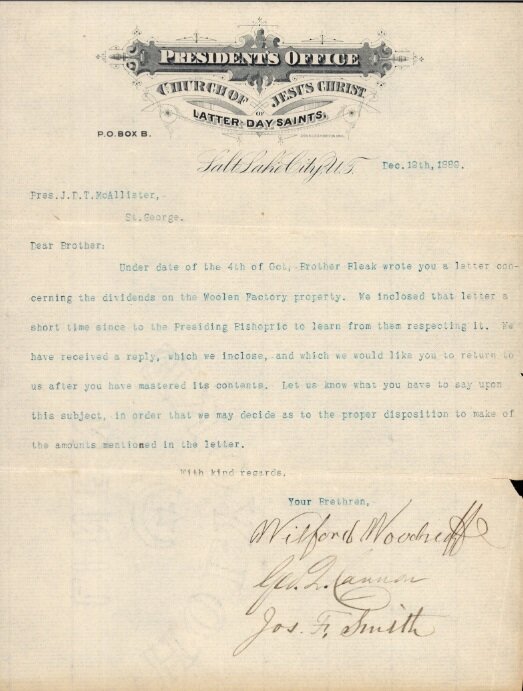 PRESIDENT'S OFFICE
CHURCH OF JESUS CHRIST
OF
LATTER-DAY SAINTS.
P.O. BOX B.
Salt Lake City, U.T. Dec. 12th,
Pres. J.D.T. McAllister,
St. George.
Dear Brother:
Under date of the 4th of Oct, Brother Bleak wrote you a letter con-
cerning the dividends on the Woolen Factory property. We inclosed that letter a
short time since to the Presiding Bishopric to learn from them respecting it. We
have received a reply, which we inclose, and which we would like you to return to
us after you have mastered its contents. Let us know what you have to say upon
this subject, in order that we may decide as to the proper disposition to make of
the amounts mentioned in the letter.
With kind regards,
Your Brethren,
Wilford Woodruff
Geo. Q. Cannon
Jos. F. Smith